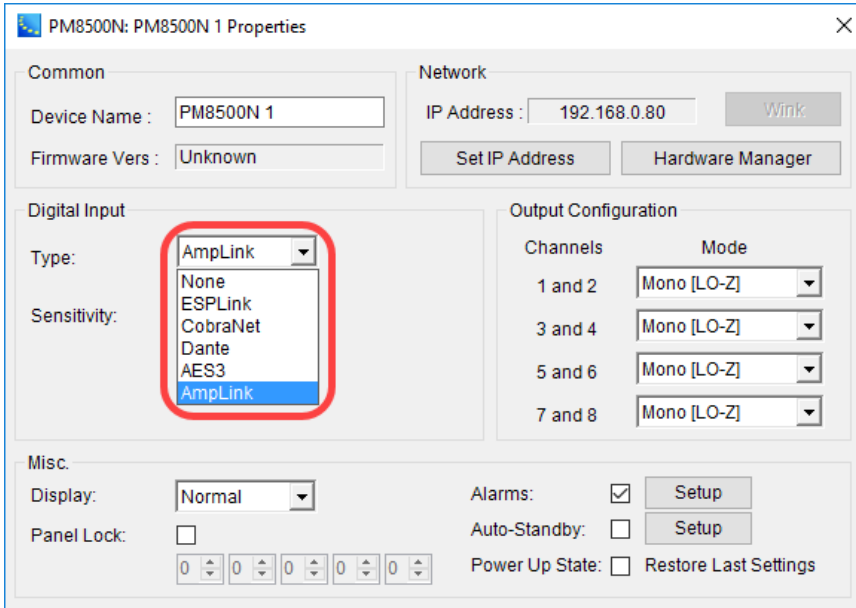 PM8500N: PM8500N 1 Properties
Common
Device Name :
PM8500N 1
Firmware Vers :
Unknown
Network
IP Address :
192.168.0.80
Wink
Set IP Address
Hardware Manager
Digital Input
Type:
AmpLink
None
ESPLink
CobraNet
Dante
AES3
AmpLink
Sensitivity:
Output Configuration
Channels Mode
1 and 2 Mono [LO-Z]
3 and 4 Mono [LO-Z]
5 and 6 Mono [LO-Z]
7 and 8 Mono [LO-Z]
Misc.
Display: Normal
Panel Lock:
0 0 0 0 0
Alarms: Setup
Auto-Standby: Setup
Power Up State: Restore Last Settings